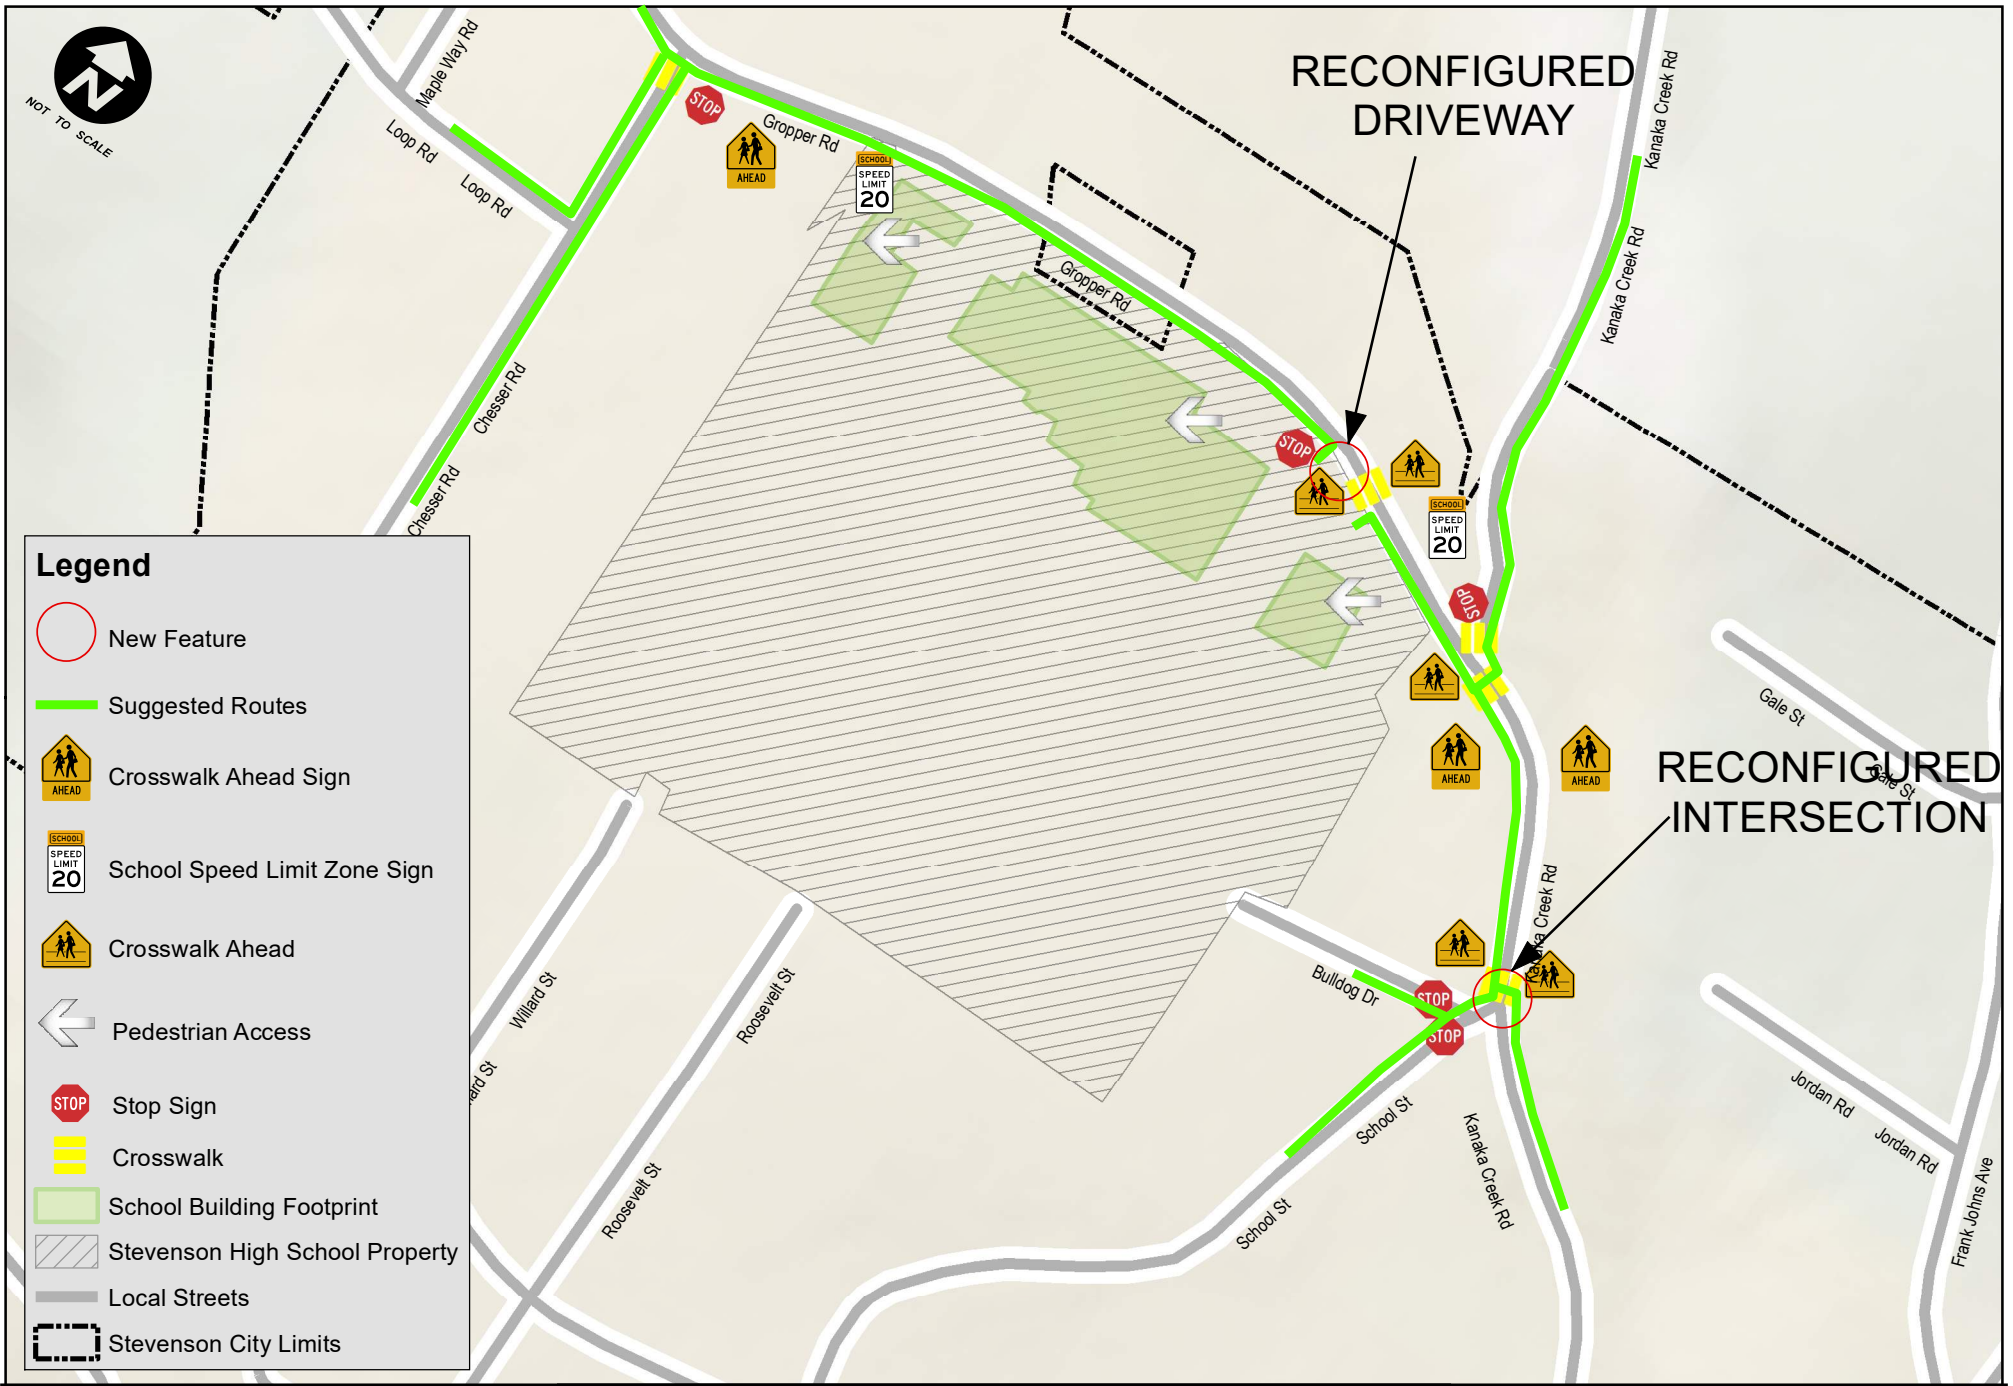 N
NOT TO SCALE
Maple Way Rd
Loop Rd
Loop Rd
STOP
AHEAD
Gropper Rd
SCHOOL
SPEED
LIMIT
20
Gropper Rd
RECONFIGURED
DRIVEWAY
Kanaka Creek Rd
Kanaka Creek Rd
Chesser Rd
Chesser Rd
STOP
SCHOOL
SPEED
LIMIT
20
STOP
AHEAD
AHEAD
Gale St
Gale St
RECONFIGURED
INTERSECTION
Kanaka Creek Rd
Bulldog Dr
STOP
STOP
School St
School St
Kanaka Creek Rd
Jordan Rd
Jordan Rd
Frank Johns Ave
Willard St
ard St
Roosevelt St
Roosevelt St
Legend
New Feature
Suggested Routes
AHEAD
Crosswalk Ahead Sign
SCHOOL
SPEED
LIMIT
20
School Speed Limit Zone Sign
Crosswalk Ahead
Pedestrian Access
STOP
Stop Sign
Crosswalk
School Building Footprint
Stevenson High School Property
Local Streets
Stevenson City Limits